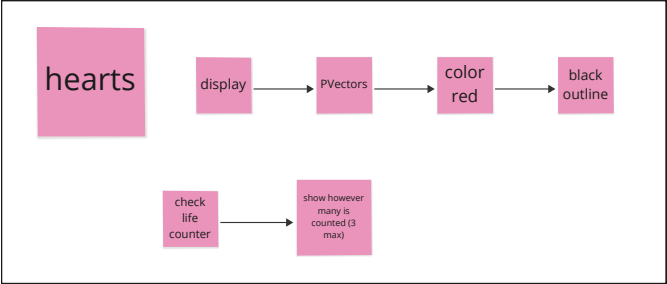 hearts
display
PVectors
color
red
black
outline
check
life
counter
show however
many is
counted (3
max)